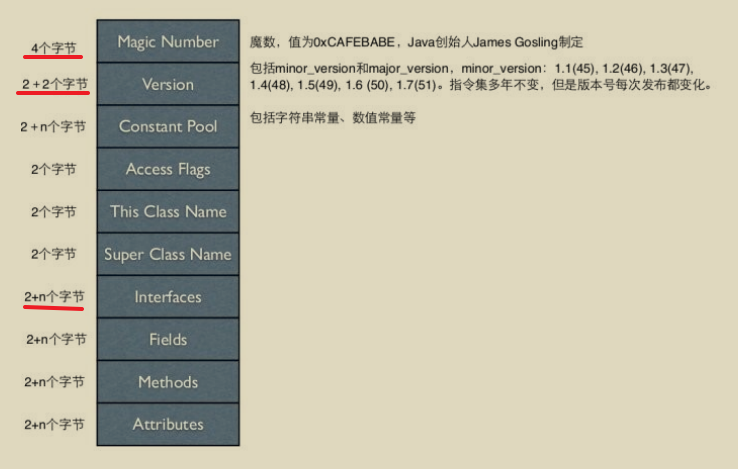 4个字节 Magic Number 魔数，值为0xCAFEBABE，Java创始人James Gosling制定
2＋2个字节 Version 包括minor_version和major_version，minor_version：1.1(45), 1.2(46), 1.3(47),
1.4(48), 1.5(49), 1.6 (50), 1.7(51)。指令集多年不变，但是版本号每次发布都变化。
2＋n个字节 Constant Pool 包括字符串常量、数值常量等
2个字节 Access Flags
2个字节 This Class Name
2个字节 Super Class Name
2+n个字节 Interfaces
2+n个字节 Fields
2+n个字节 Methods
2+n个字节 Attributes